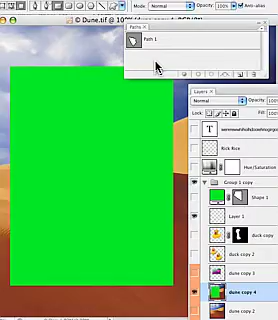 Mode: Normal Opacity: 100% Anti-alias
© Dune.tif @ 100%
Paths
Path 1
Layers
Normal Opacity: 100%
Lock: Fill: 100%
Rick Rice
Hue/Saturation
Group 1 copy
Shape 1
Layer 1
duck copy
duck copy 2
dune copy 3
dune copy 4
dune copy 2